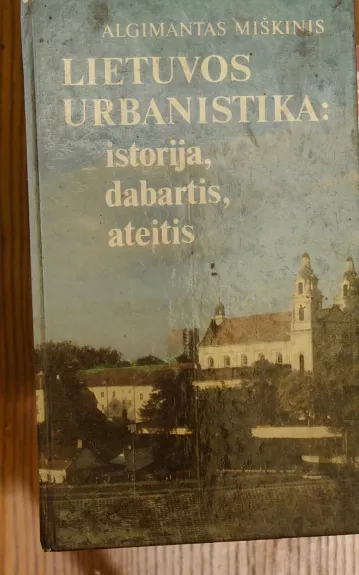 ALGIMANTAS MIŠKINIS
LIETUVOS
URBANISTIKA:
istorija,
dabartis,
ateitis